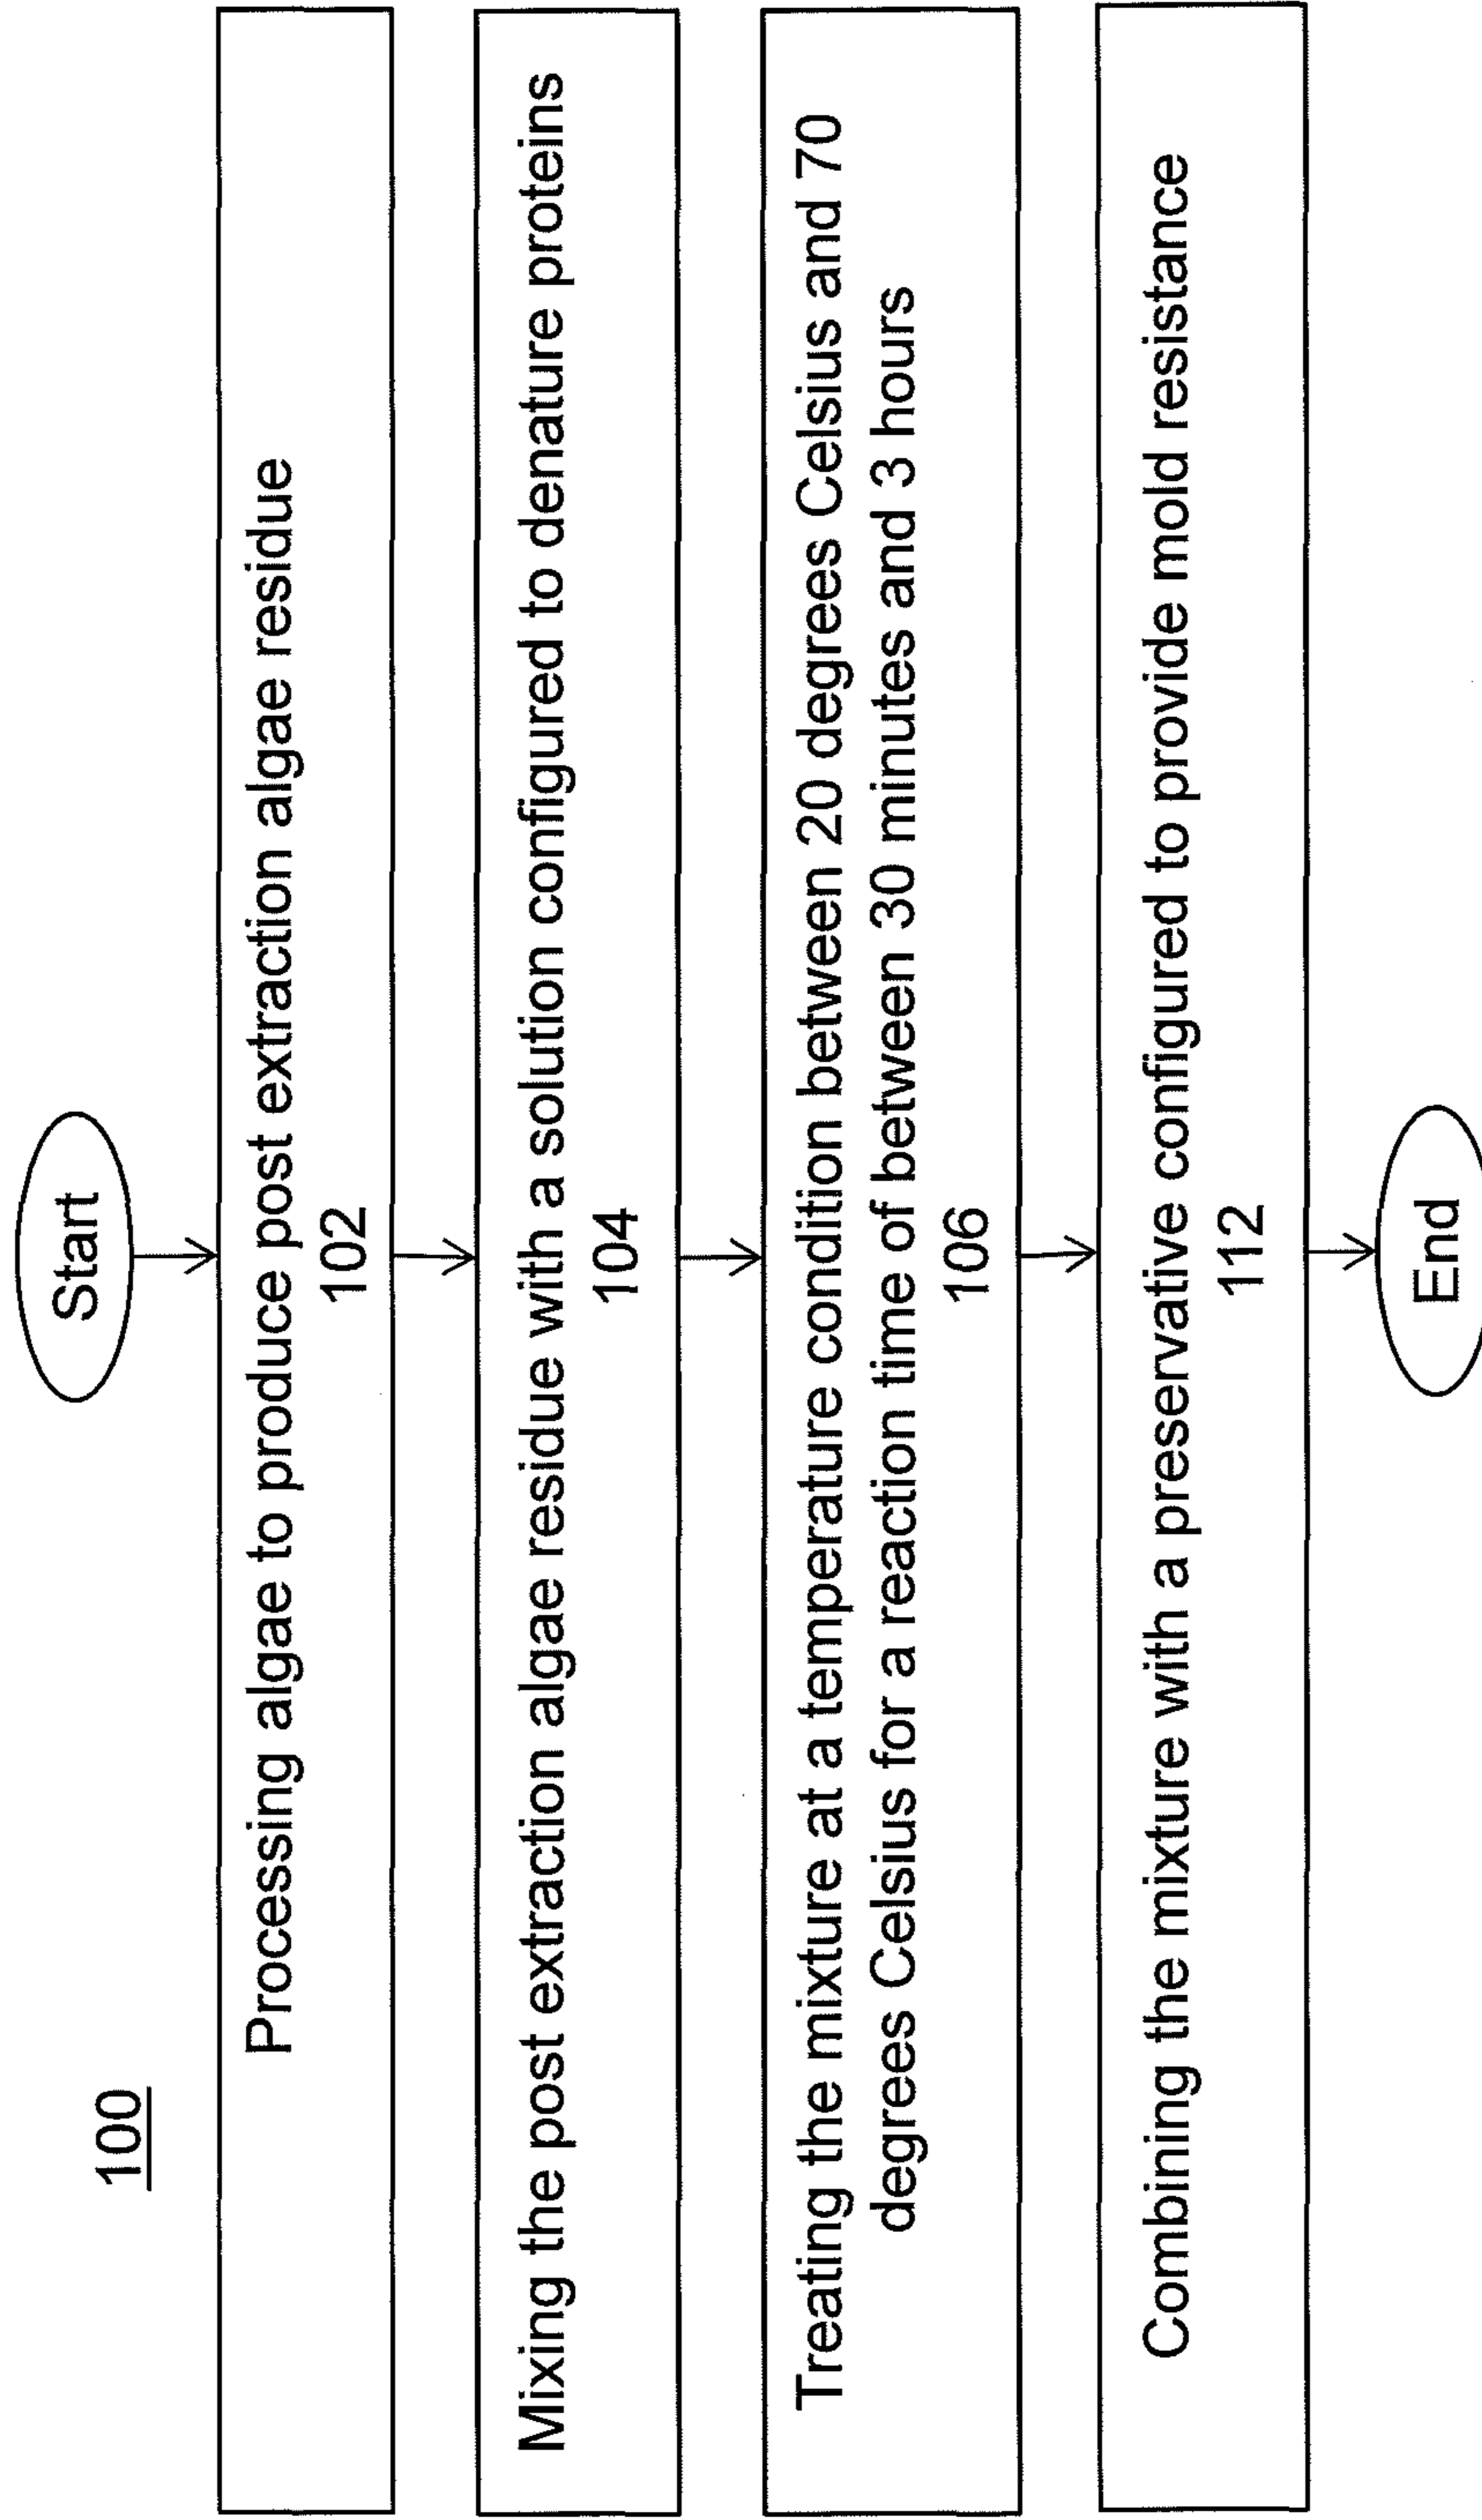 100
Start
Processing algae to produce post extraction algae residue
102
Mixing the post extraction algae residue with a solution configured to denature proteins
104
Treating the mixture at a temperature condition between 20 degrees Celsius and 70
degrees Celsius for a reaction time of between 30 minutes and 3 hours
106
Combining the mixture with a preservative configured to provide mold resistance
112
End